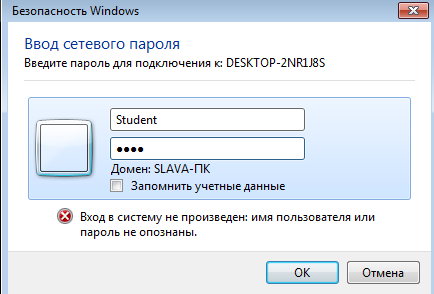 Безопасность Windows
Ввод сетевого пароля
Введите пароль для подключения к: DESKTOP-2NR1J8S
Student
●●●●
Домен: SLAVA-ПК
Запомнить учетные данные
Вход в систему не произведен: имя пользователя или
пароль не опознаны.
OK
Отмена